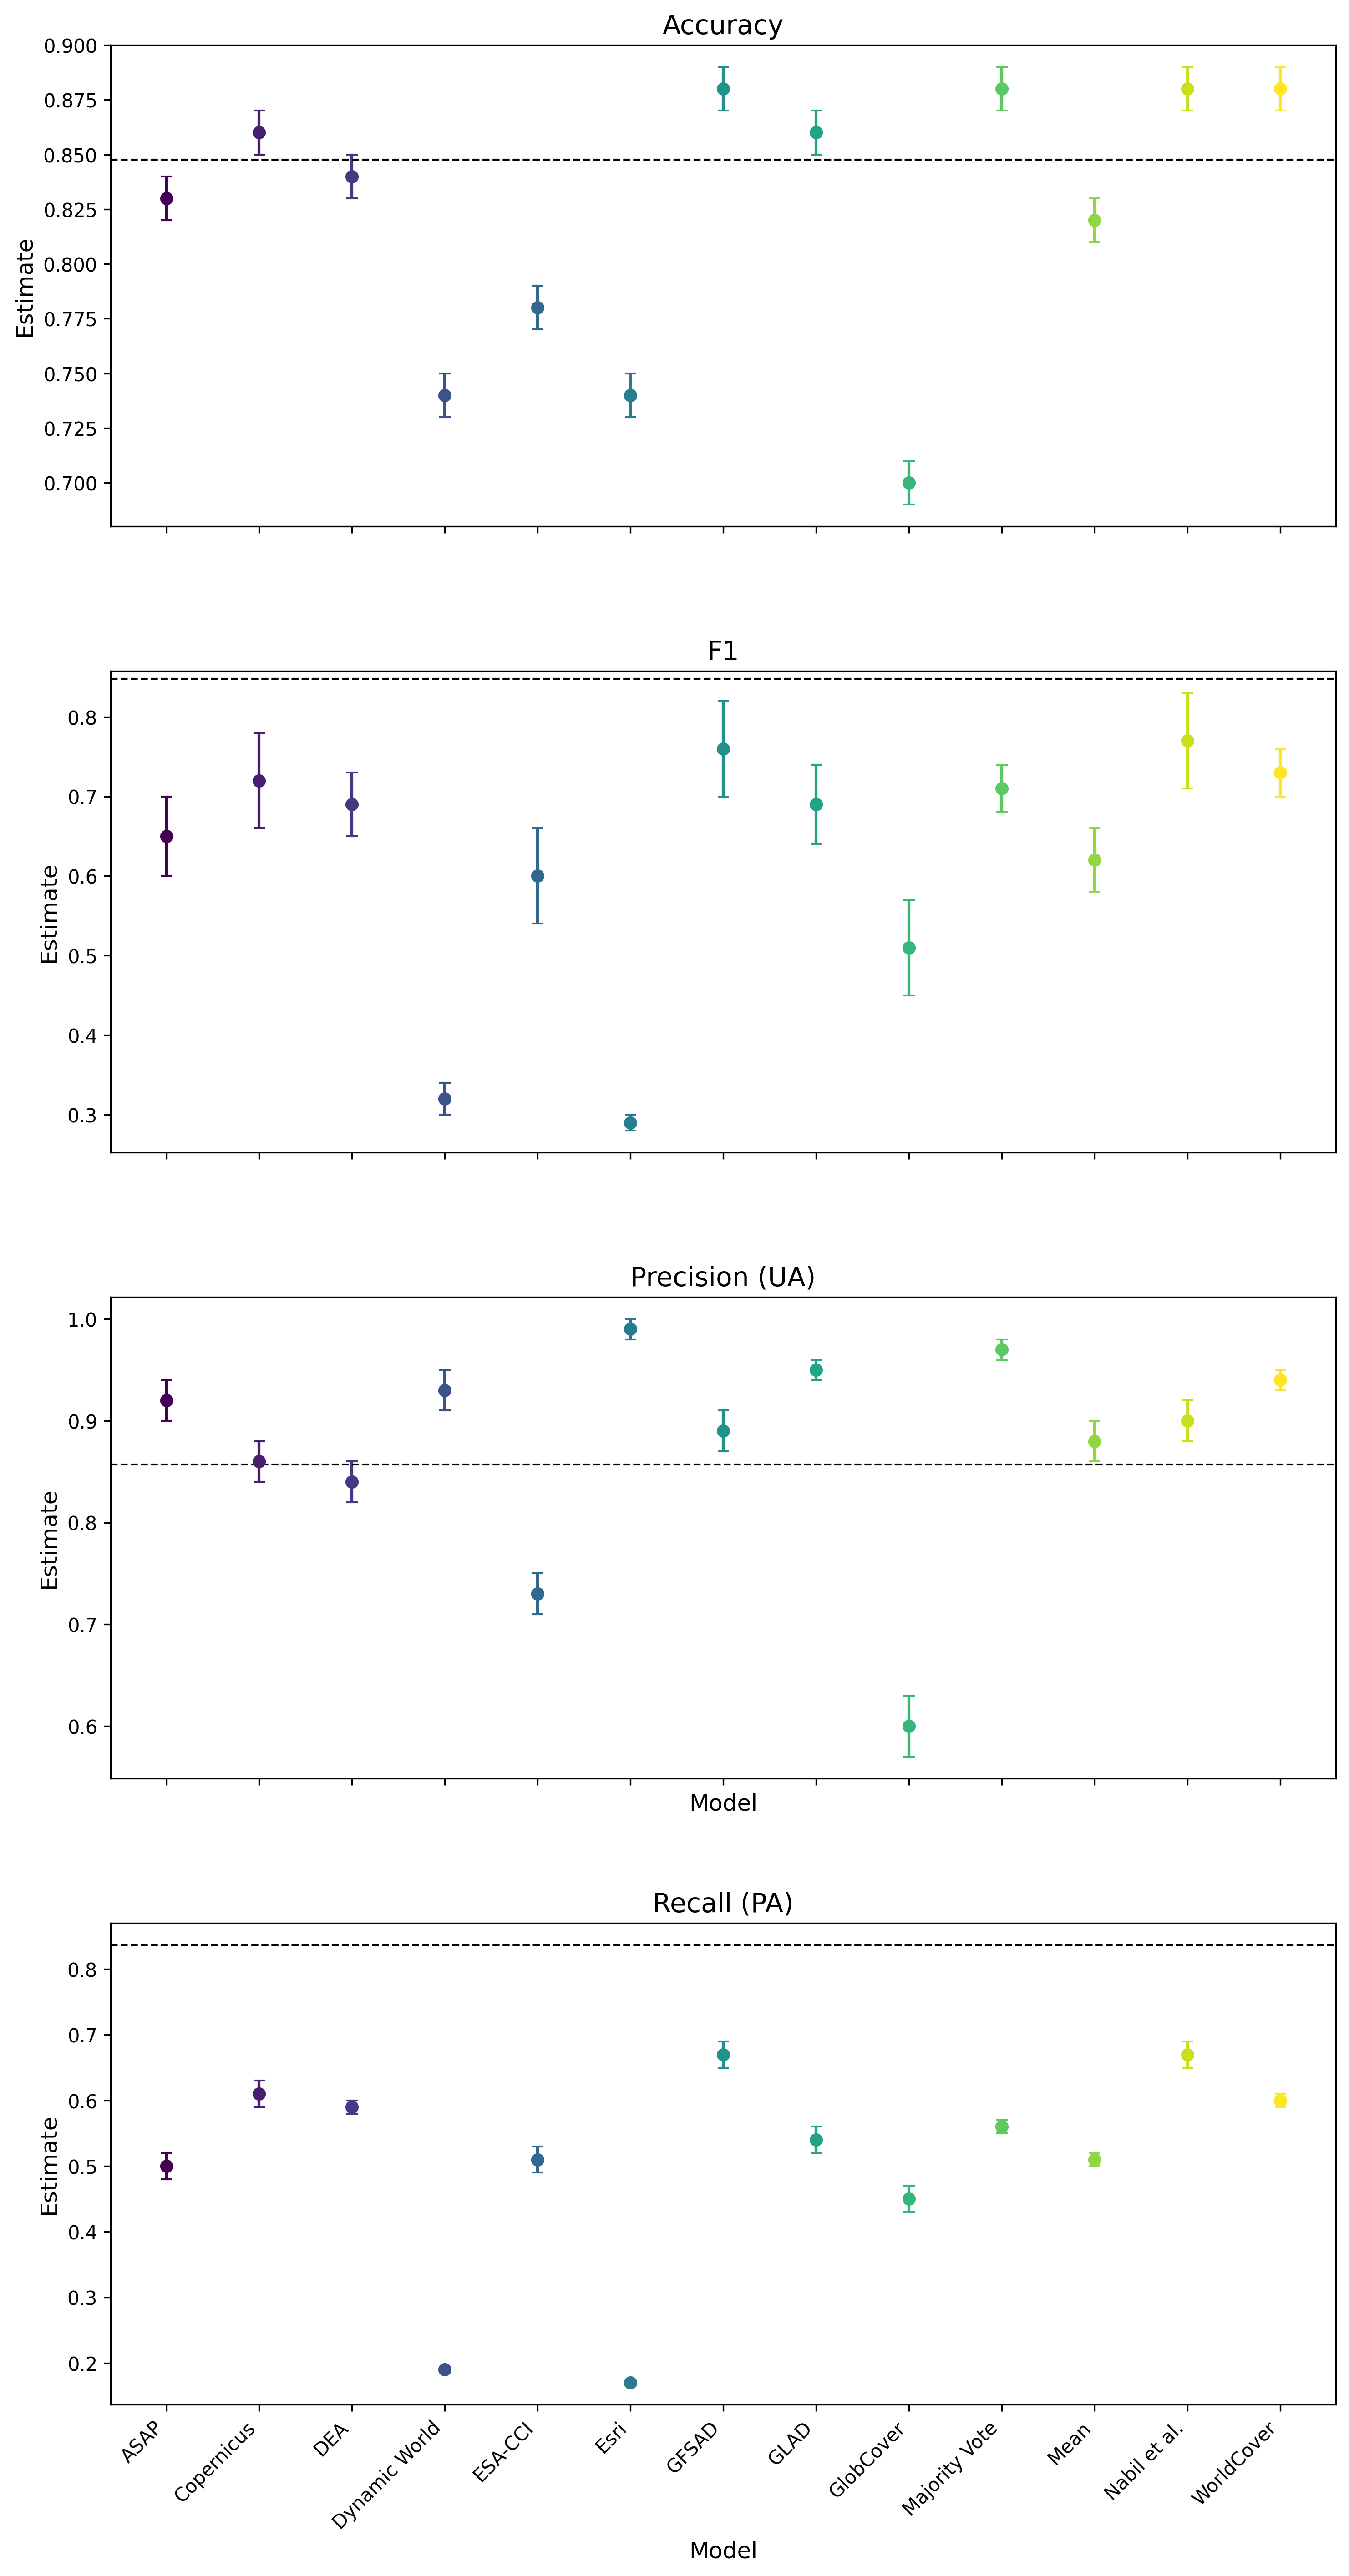 Accuracy
0.900
0.875
0.850
0.825
0.800
0.775
0.750
0.725
0.700
Estimate
F1
0.8
0.7
0.6
0.5
0.4
0.3
Estimate
Precision (UA)
1.0
0.9
0.8
0.7
0.6
Estimate
Model
Recall (PA)
0.8
0.7
0.6
0.5
0.4
0.3
0.2
Estimate
ASAP
Copernicus
DEA
Dynamic World
ESA-CCI
Esri
GFSAD
GLAD
GlobCover
Majority Vote
Mean
Nabil et al.
WorldCover
Model